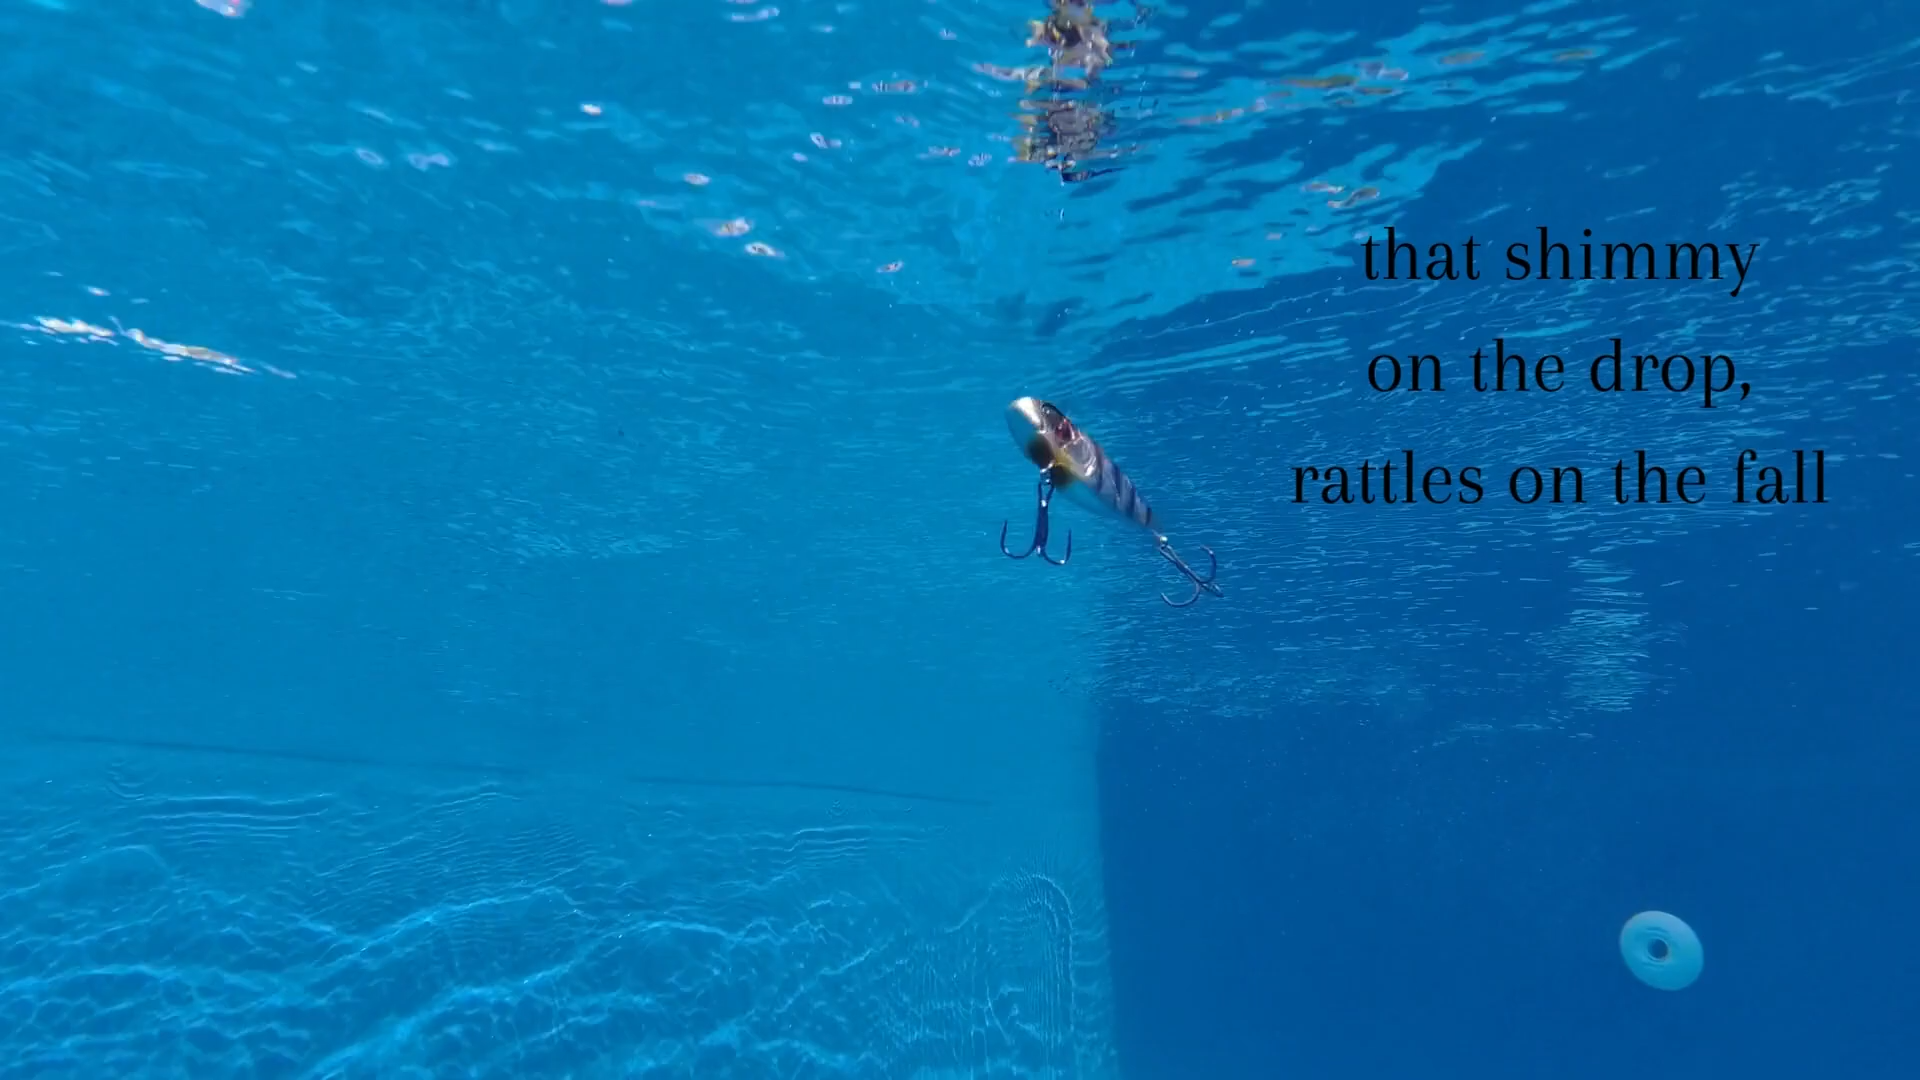 that shimmy
on the drop,
rattles on the fall